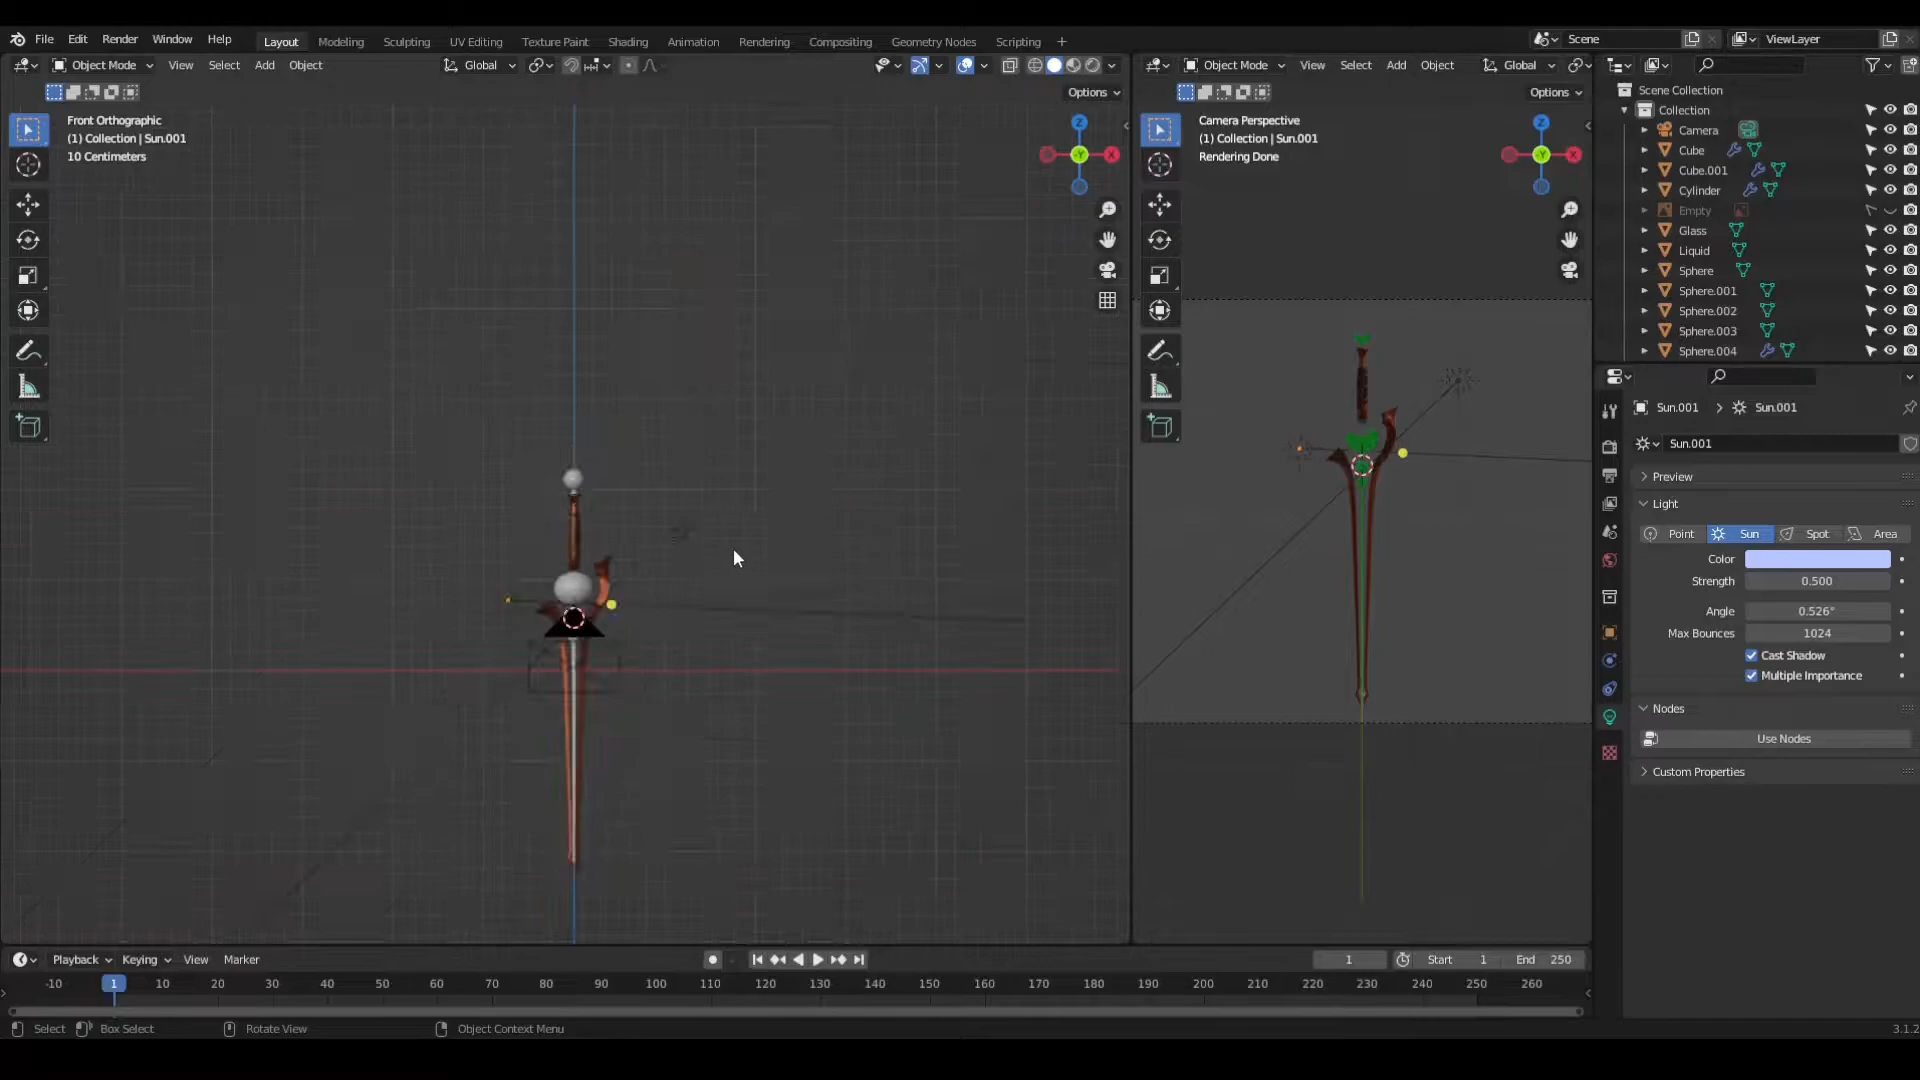 File Edit Render Window Help Layout Modeling Sculpting UV Editing Texture Paint Shading Animation Rendering Compositing Geometry Nodes Scripting + Scene ViewLayer
Object Mode View Select Add Object Global
Options
Front Orthographic
(1) Collection | Sun.001
10 Centimeters
Z
-Y
X
Object Mode View Select Add Object Global
Options
Camera Perspective
(1) Collection | Sun.001
Rendering Done
Z
-Y
X
Scene Collection
Collection
Camera
Cube
Cube.001
Cylinder
Empty
Glass
Liquid
Sphere
Sphere.001
Sphere.002
Sphere.003
Sphere.004
Sun.001 > Sun.001
Sun.001
Preview
Light
Point Sun Spot Area
Color
Strength 0.500
Angle 0.526°
Max Bounces 1024
Cast Shadow
Multiple Importance
Nodes
Use Nodes
Custom Properties
Playback Keying View Marker 1 Start 1 End 250
-10 1 10 20 30 40 50 60 70 80 90 100 110 120 130 140 150 160 170 180 190 200 210 220 230 240 250 260
Select Box Select Rotate View Object Context Menu 3.1.2